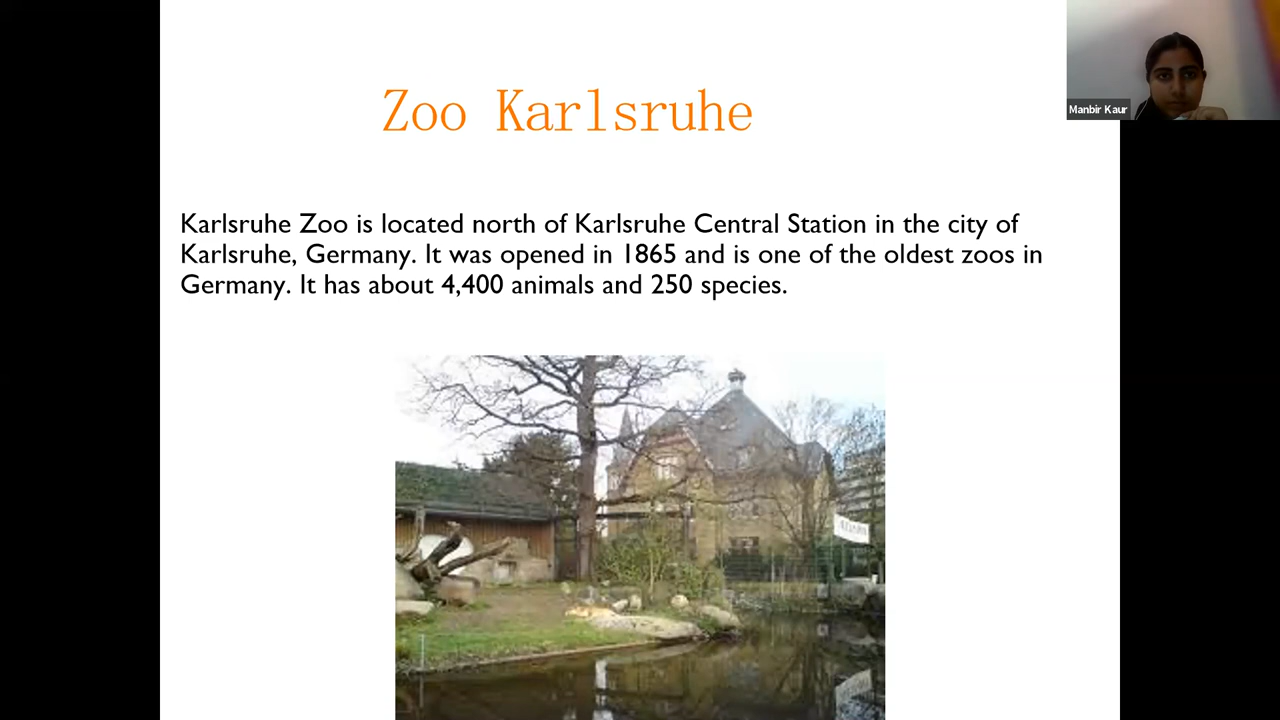 Zoo Karlsruhe
Manbir Kaur
Karlsruhe Zoo is located north of Karlsruhe Central Station in the city of
Karlsruhe, Germany. It was opened in 1865 and is one of the oldest zoos in
Germany. It has about 4,400 animals and 250 species.